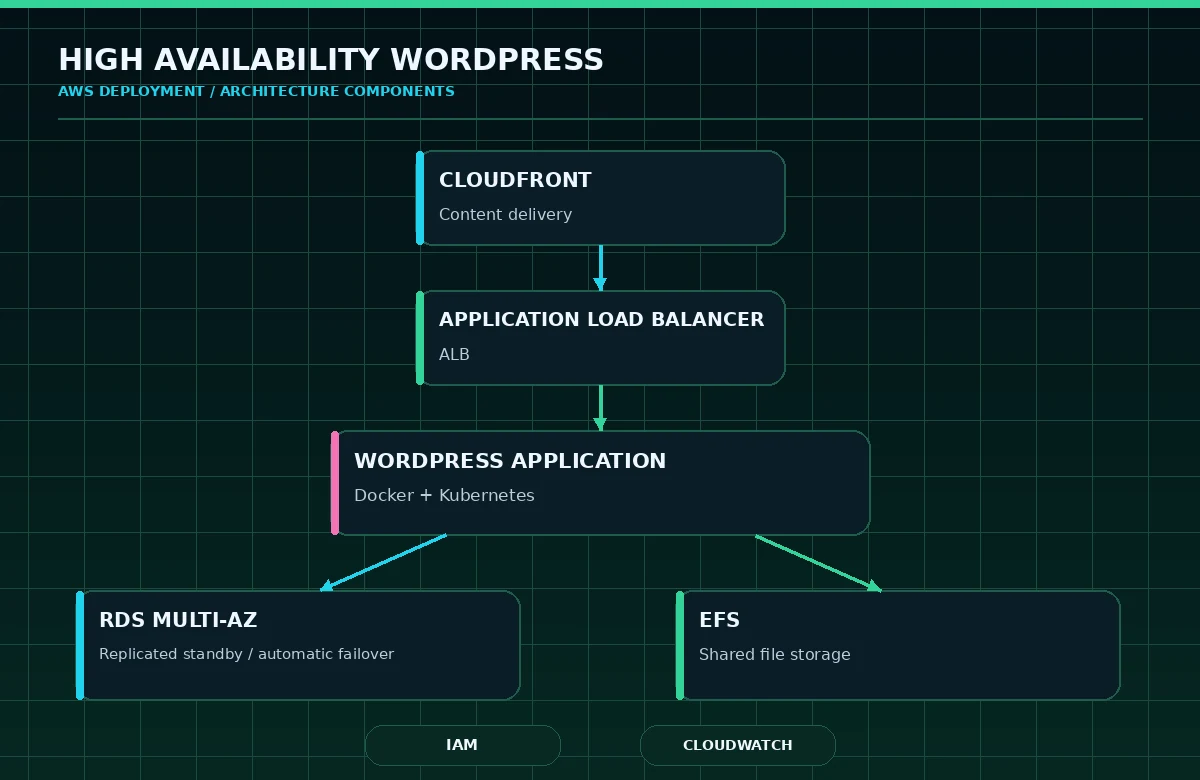 HIGH AVAILABILITY WORDPRESS
AWS DEPLOYMENT / ARCHITECTURE COMPONENTS
CLOUDFRONT
Content delivery
APPLICATION LOAD BALANCER
ALB
WORDPRESS APPLICATION
Docker + Kubernetes
RDS MULTI-AZ
Replicated standby / automatic failover
EFS
Shared file storage
IAM
CLOUDWATCH